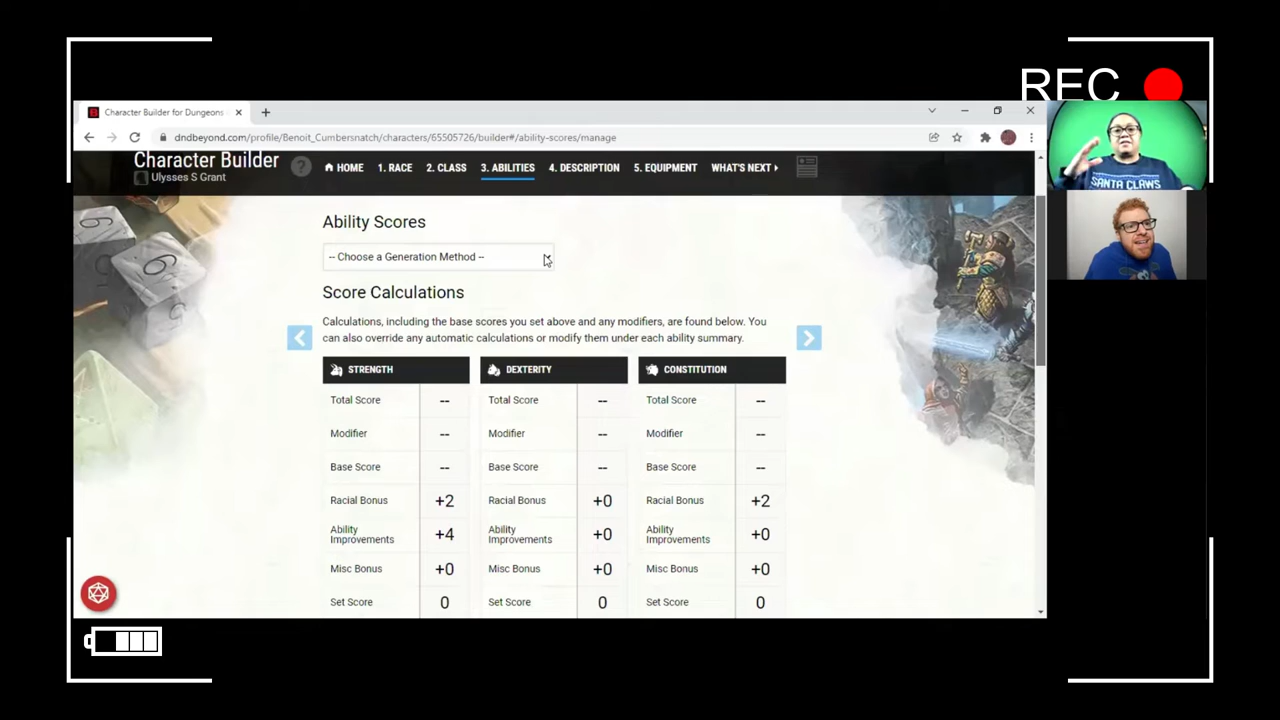 REC
Character Builder for Dungeons
dndbeyond.com/profile/Benoit_Cumbersnatch/characters/65505726/builder#/ability-scores/manage
Character Builder
Ulysses S Grant
?
HOME
1. RACE
2. CLASS
3. ABILITIES
4. DESCRIPTION
5. EQUIPMENT
WHAT'S NEXT
SANTA CLAWS
Ability Scores
-- Choose a Generation Method --
Score Calculations
Calculations, including the base scores you set above and any modifiers, are found below. You
can also override any automatic calculations or modify them under each ability summary.
STRENGTH DEXTERITY CONSTITUTION
Total Score -- Total Score -- Total Score --
Modifier -- Modifier -- Modifier --
Base Score -- Base Score -- Base Score --
Racial Bonus +2 Racial Bonus +0 Racial Bonus +2
Ability Improvements +4 Ability Improvements +0 Ability Improvements +0
Misc Bonus +0 Misc Bonus +0 Misc Bonus +0
Set Score 0 Set Score 0 Set Score 0